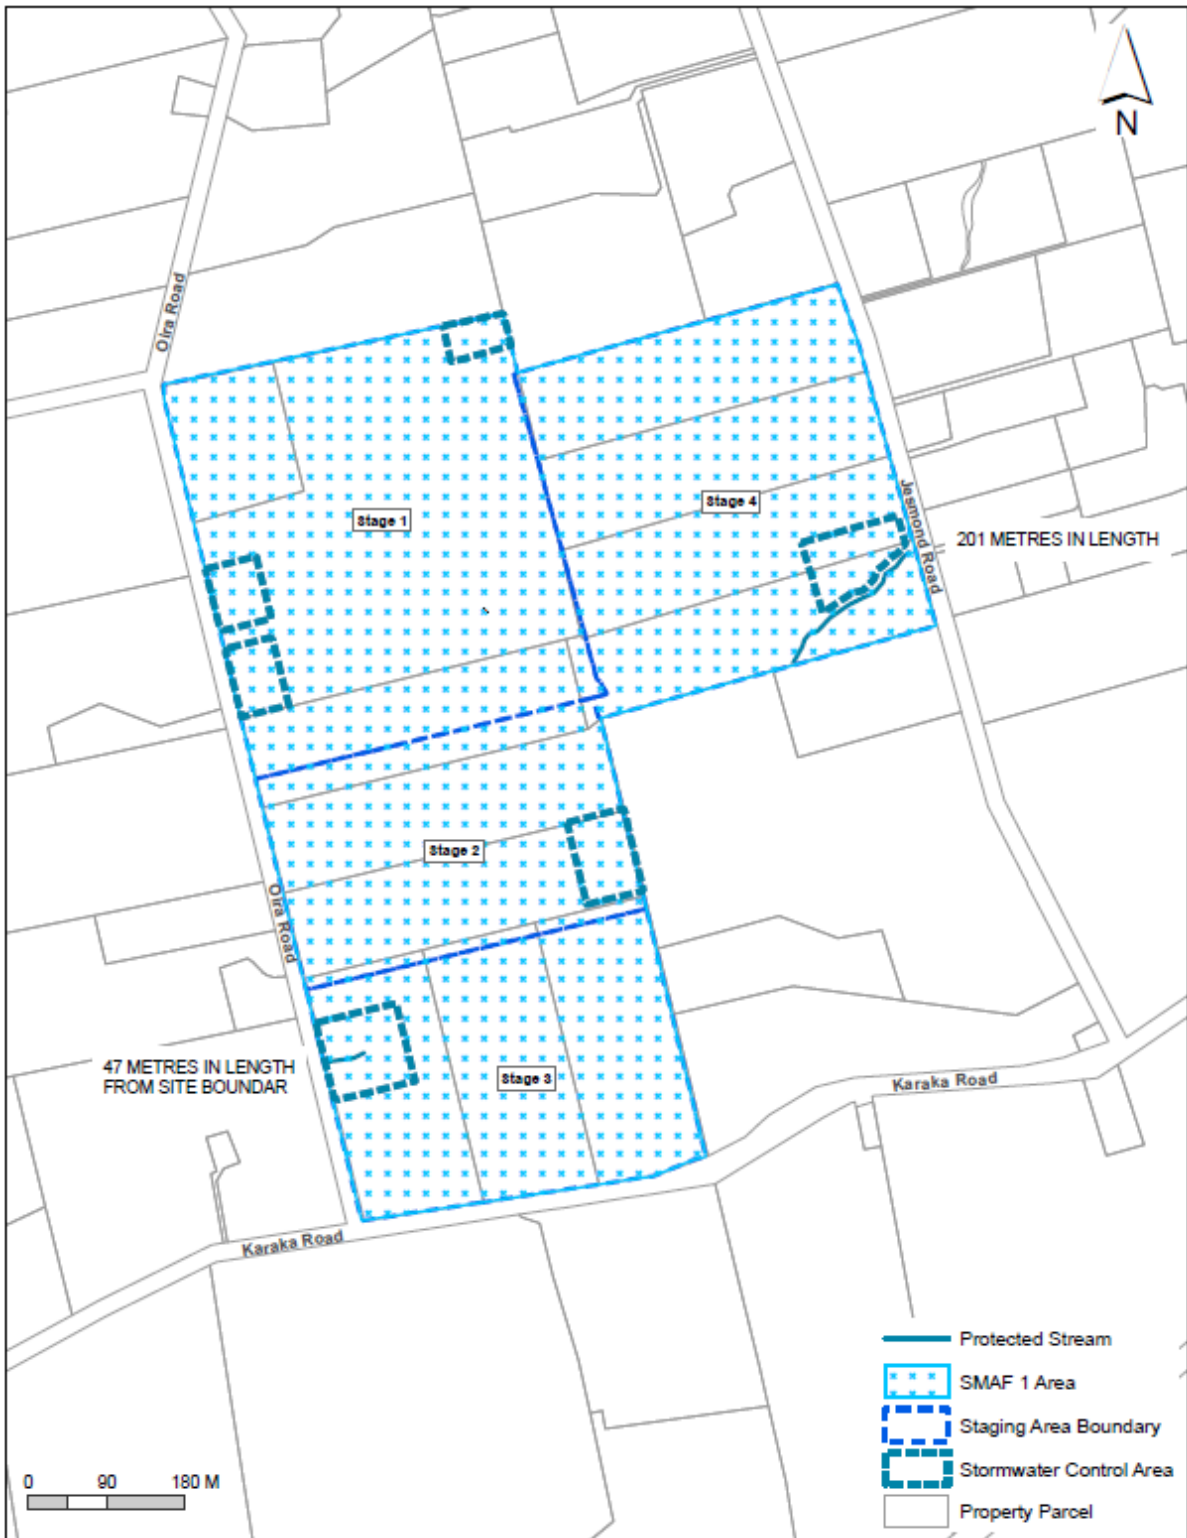 N
Oira Road
Stage 1
Stage 4
Jesmond Road
201 METRES IN LENGTH
Stage 2
Oira Road
47 METRES IN LENGTH
FROM SITE BOUNDAR
Stage 3
Karaka Road
Karaka Road
Protected Stream
SMAF 1 Area
Staging Area Boundary
Stormwater Control Area
Property Parcel
0 90 180 M